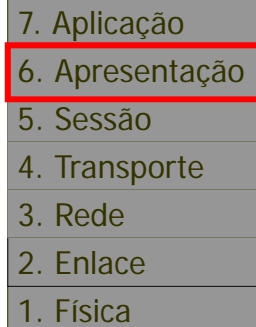 7. Aplicação
6. Apresentação
5. Sessão
4. Transporte
3. Rede
2. Enlace
1. Física